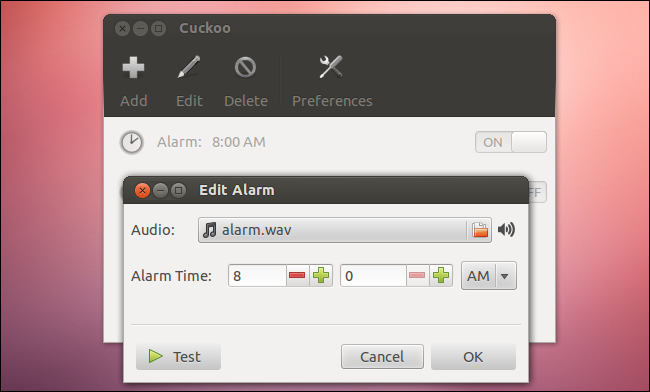 Cuckoo
Add Edit Delete Preferences
Alarm: 8:00 AM ON
FF
Edit Alarm
Audio: alarm.wav
Alarm Time: 8 0 AM
Test Cancel OK